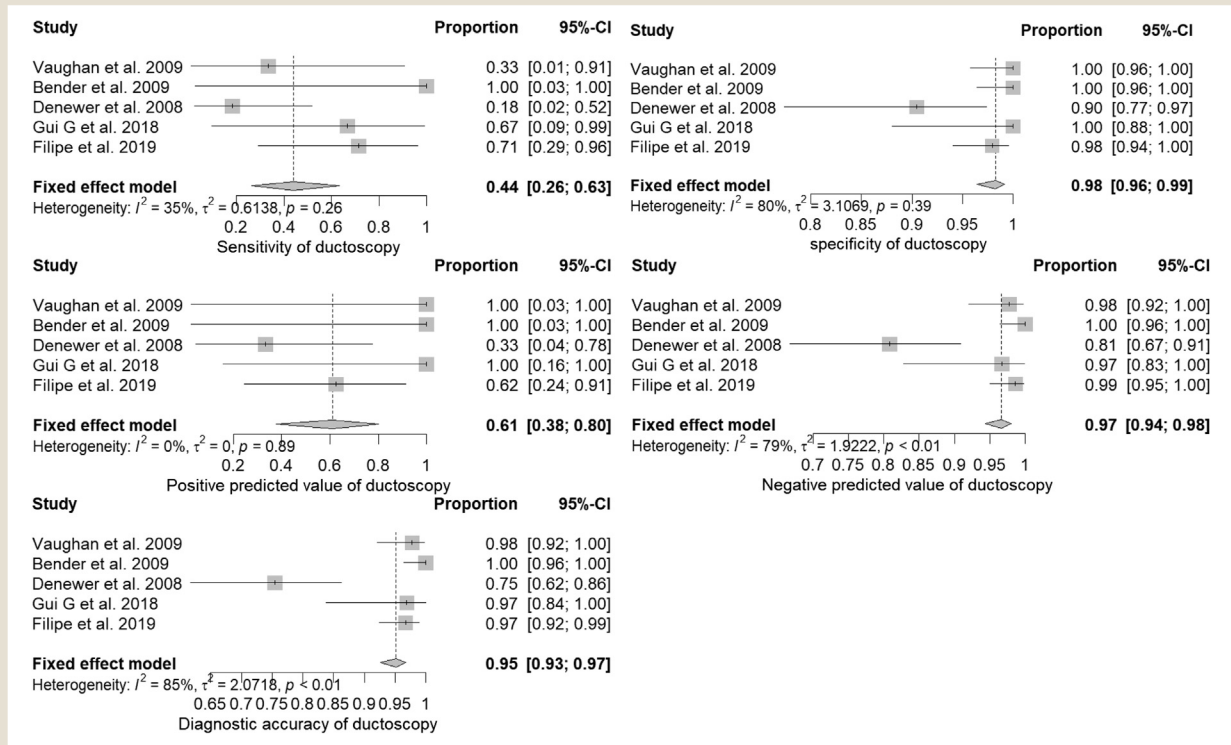 Study Proportion 95%-CI
Vaughan et al. 2009 0.33 [0.01; 0.91]
Bender et al. 2009 1.00 [0.03; 1.00]
Denewer et al. 2008 0.18 [0.02; 0.52]
Gui G et al. 2018 0.67 [0.09; 0.99]
Filipe et al. 2019 0.71 [0.29; 0.96]
Fixed effect model 0.44 [0.26; 0.63]
Heterogeneity: I² = 35%, τ² = 0.6138, p = 0.26
0.2 0.4 0.6 0.8 1
Sensitivity of ductoscopy
Study Proportion 95%-CI
Vaughan et al. 2009 1.00 [0.96; 1.00]
Bender et al. 2009 1.00 [0.96; 1.00]
Denewer et al. 2008 0.90 [0.77; 0.97]
Gui G et al. 2018 1.00 [0.88; 1.00]
Filipe et al. 2019 0.98 [0.94; 1.00]
Fixed effect model 0.98 [0.96; 0.99]
Heterogeneity: I² = 80%, τ² = 3.1069, p = 0.39
0.8 0.85 0.9 0.95 1
specificity of ductoscopy
Study Proportion 95%-CI
Vaughan et al. 2009 1.00 [0.03; 1.00]
Bender et al. 2009 1.00 [0.03; 1.00]
Denewer et al. 2008 0.33 [0.04; 0.78]
Gui G et al. 2018 1.00 [0.16; 1.00]
Filipe et al. 2019 0.62 [0.24; 0.91]
Fixed effect model 0.61 [0.38; 0.80]
Heterogeneity: I² = 0%, τ² = 0, p = 0.89
0.2 0.4 0.6 0.8 1
Positive predicted value of ductoscopy
Study Proportion 95%-CI
Vaughan et al. 2009 0.98 [0.92; 1.00]
Bender et al. 2009 1.00 [0.96; 1.00]
Denewer et al. 2008 0.81 [0.67; 0.91]
Gui G et al. 2018 0.97 [0.83; 1.00]
Filipe et al. 2019 0.99 [0.95; 1.00]
Fixed effect model 0.97 [0.94; 0.98]
Heterogeneity: I² = 79%, τ² = 1.9222, p < 0.01
0.7 0.75 0.8 0.85 0.9 0.95 1
Negative predicted value of ductoscopy
Study Proportion 95%-CI
Vaughan et al. 2009 0.98 [0.92; 1.00]
Bender et al. 2009 1.00 [0.96; 1.00]
Denewer et al. 2008 0.75 [0.62; 0.86]
Gui G et al. 2018 0.97 [0.84; 1.00]
Filipe et al. 2019 0.97 [0.92; 0.99]
Fixed effect model 0.95 [0.93; 0.97]
Heterogeneity: I² = 85%, τ² = 2.0718, p < 0.01
0.65 0.7 0.75 0.8 0.85 0.9 0.95 1
Diagnostic accuracy of ductoscopy